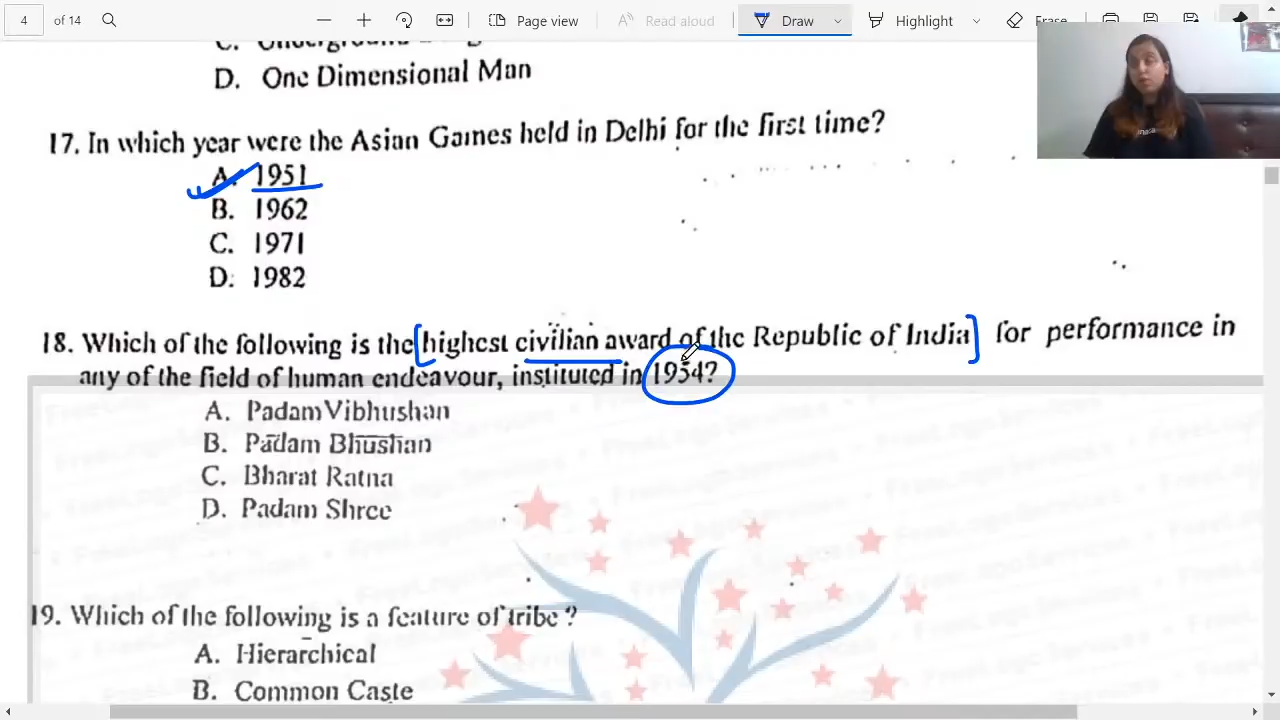 4 of 14 Page view Read aloud Draw Highlight Erase
D. One Dimensional Man
17. In which year were the Asian Games held in Delhi for the first time?
A. 1951
B. 1962
C. 1971
D. 1982
18. Which of the following is the [highest civilian award of the Republic of India] for performance in
any of the field of human endeavour, instituted in 1954?
A. Padam Vibhushan
B. Padam Bhushan
C. Bharat Ratna
D. Padam Shree
19. Which of the following is a feature of tribe?
A. Hierarchical
B. Common Caste